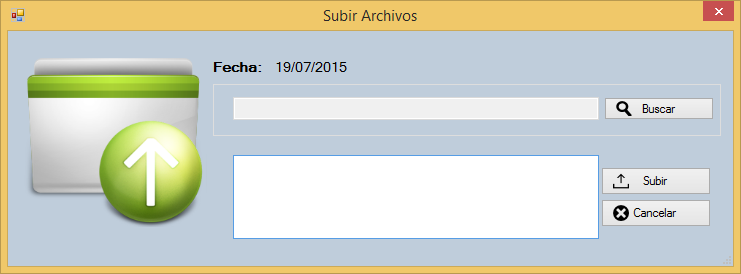 Subir Archivos
Fecha: 19/07/2015
Buscar
Subir
Cancelar